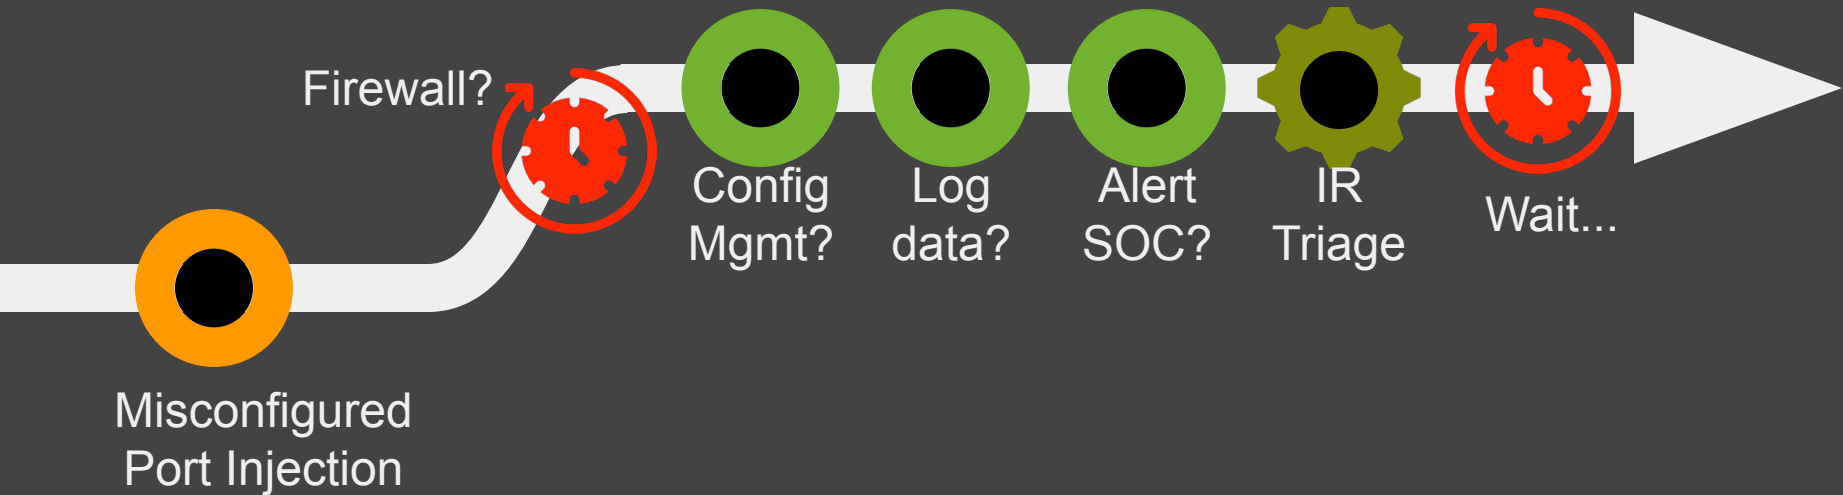 Firewall?
Config
Mgmt?
Log
data?
Alert
SOC?
IR
Triage
Wait...
Misconfigured
Port Injection